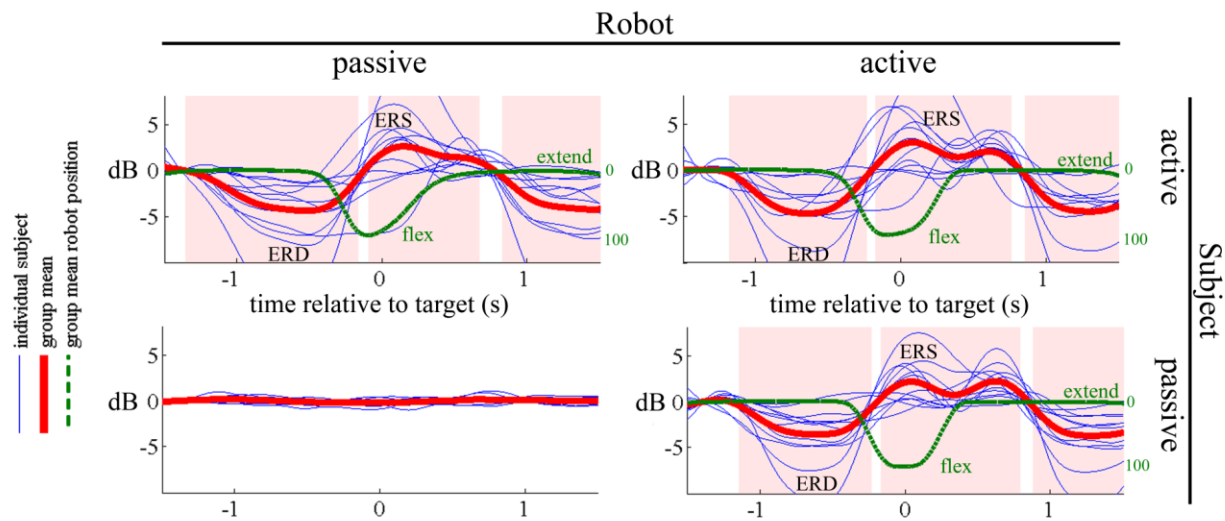 Robot
passive
active
5
0
-5
dB
ERS
ERD
extend
flex
0
100
-1
0
1
time relative to target (s)
5
0
-5
dB
ERS
ERD
extend
flex
0
100
-1
0
1
time relative to target (s)
active
Subject
passive
individual subject
group mean
group mean robot position
5
0
-5
dB
-1
0
1
5
0
-5
dB
ERS
ERD
extend
flex
0
100
-1
0
1